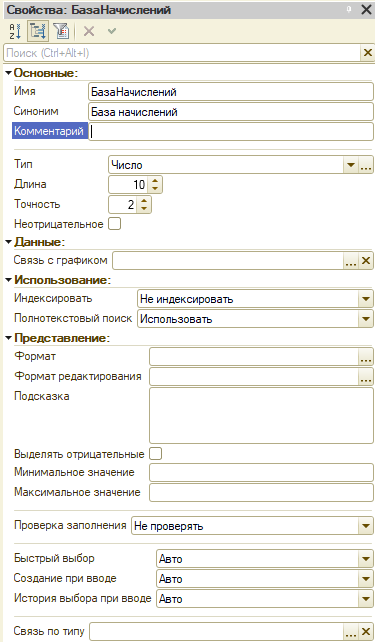 Свойства: БазаНачислений
Поиск (Ctrl+Alt+I)
Основные:
Имя БазаНачислений
Синоним База начислений
Комментарий
Тип Число
Длина 10
Точность 2
Неотрицательное
Данные:
Связь с графиком
Использование:
Индексировать Не индексировать
Полнотекстовый поиск Использовать
Представление:
Формат
Формат редактирования
Подсказка
Выделять отрицательные
Минимальное значение
Максимальное значение
Проверка заполнения Не проверять
Быстрый выбор Авто
Создание при вводе Авто
История выбора при вводе Авто
Связь по типу